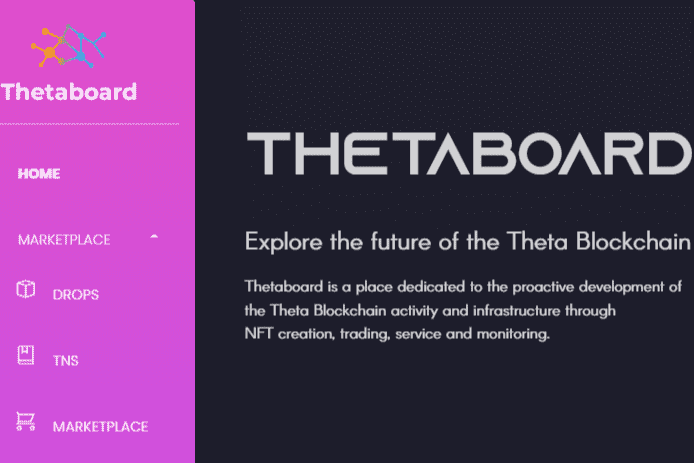 Thetaboard
HOME
MARKETPLACE
DROPS
TNS
MARKETPLACE
THETABOARD
Explore the future of the Theta Blockchain
Thetaboard is a place dedicated to the proactive development of
the Theta Blockchain activity and infrastructure through
NFT creation, trading, service and monitoring.